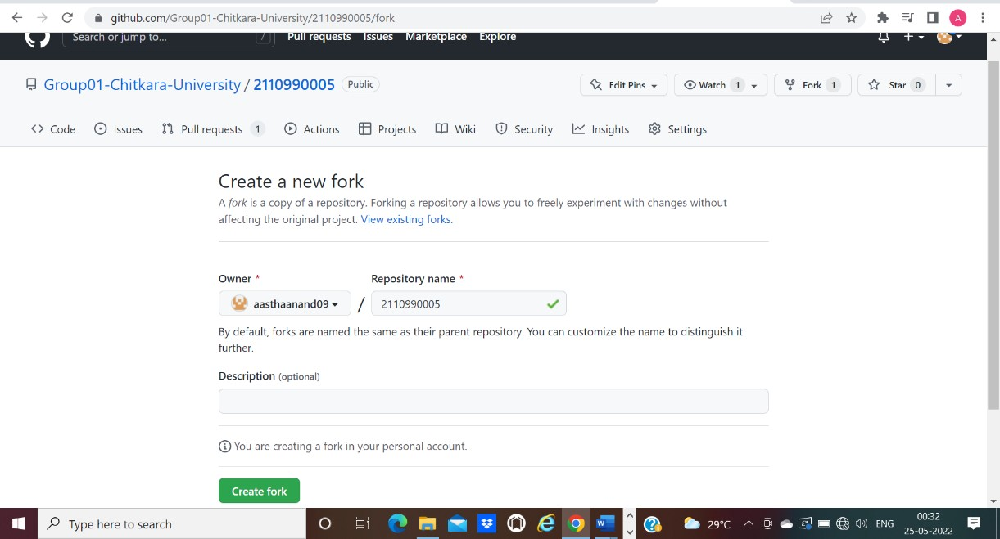 github.com/Group01-Chitkara-University/2110990005/fork
A
Search or jump to...
/
Pull requests Issues Marketplace Explore
Group01-Chitkara-University / 2110990005 Public
Edit Pins Watch 1 Fork 1 Star 0
Code Issues Pull requests 1 Actions Projects Wiki Security Insights Settings
Create a new fork
A fork is a copy of a repository. Forking a repository allows you to freely experiment with changes without
affecting the original project. View existing forks.
Owner * Repository name *
aasthaanand09 / 2110990005
By default, forks are named the same as their parent repository. You can customize the name to distinguish it
further.
Description (optional)
You are creating a fork in your personal account.
Create fork
Type here to search
29°C
ENG
00:32
25-05-2022